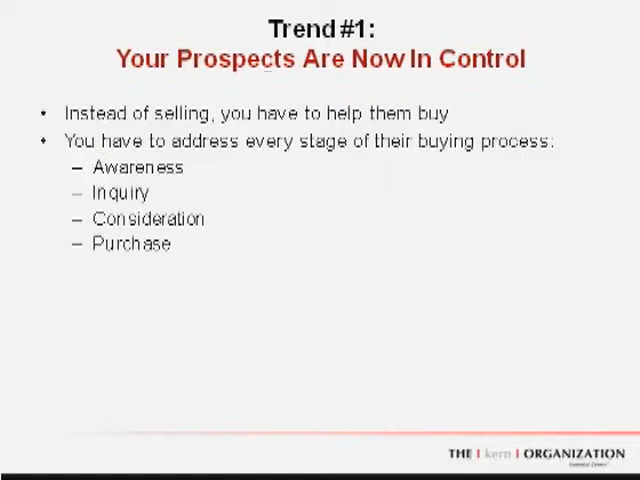 Trend #1:
Your Prospects Are Now In Control
• Instead of selling, you have to help them buy
• You have to address every stage of their buying process:
– Awareness
– Inquiry
– Consideration
– Purchase
THE | kern | ORGANIZATION